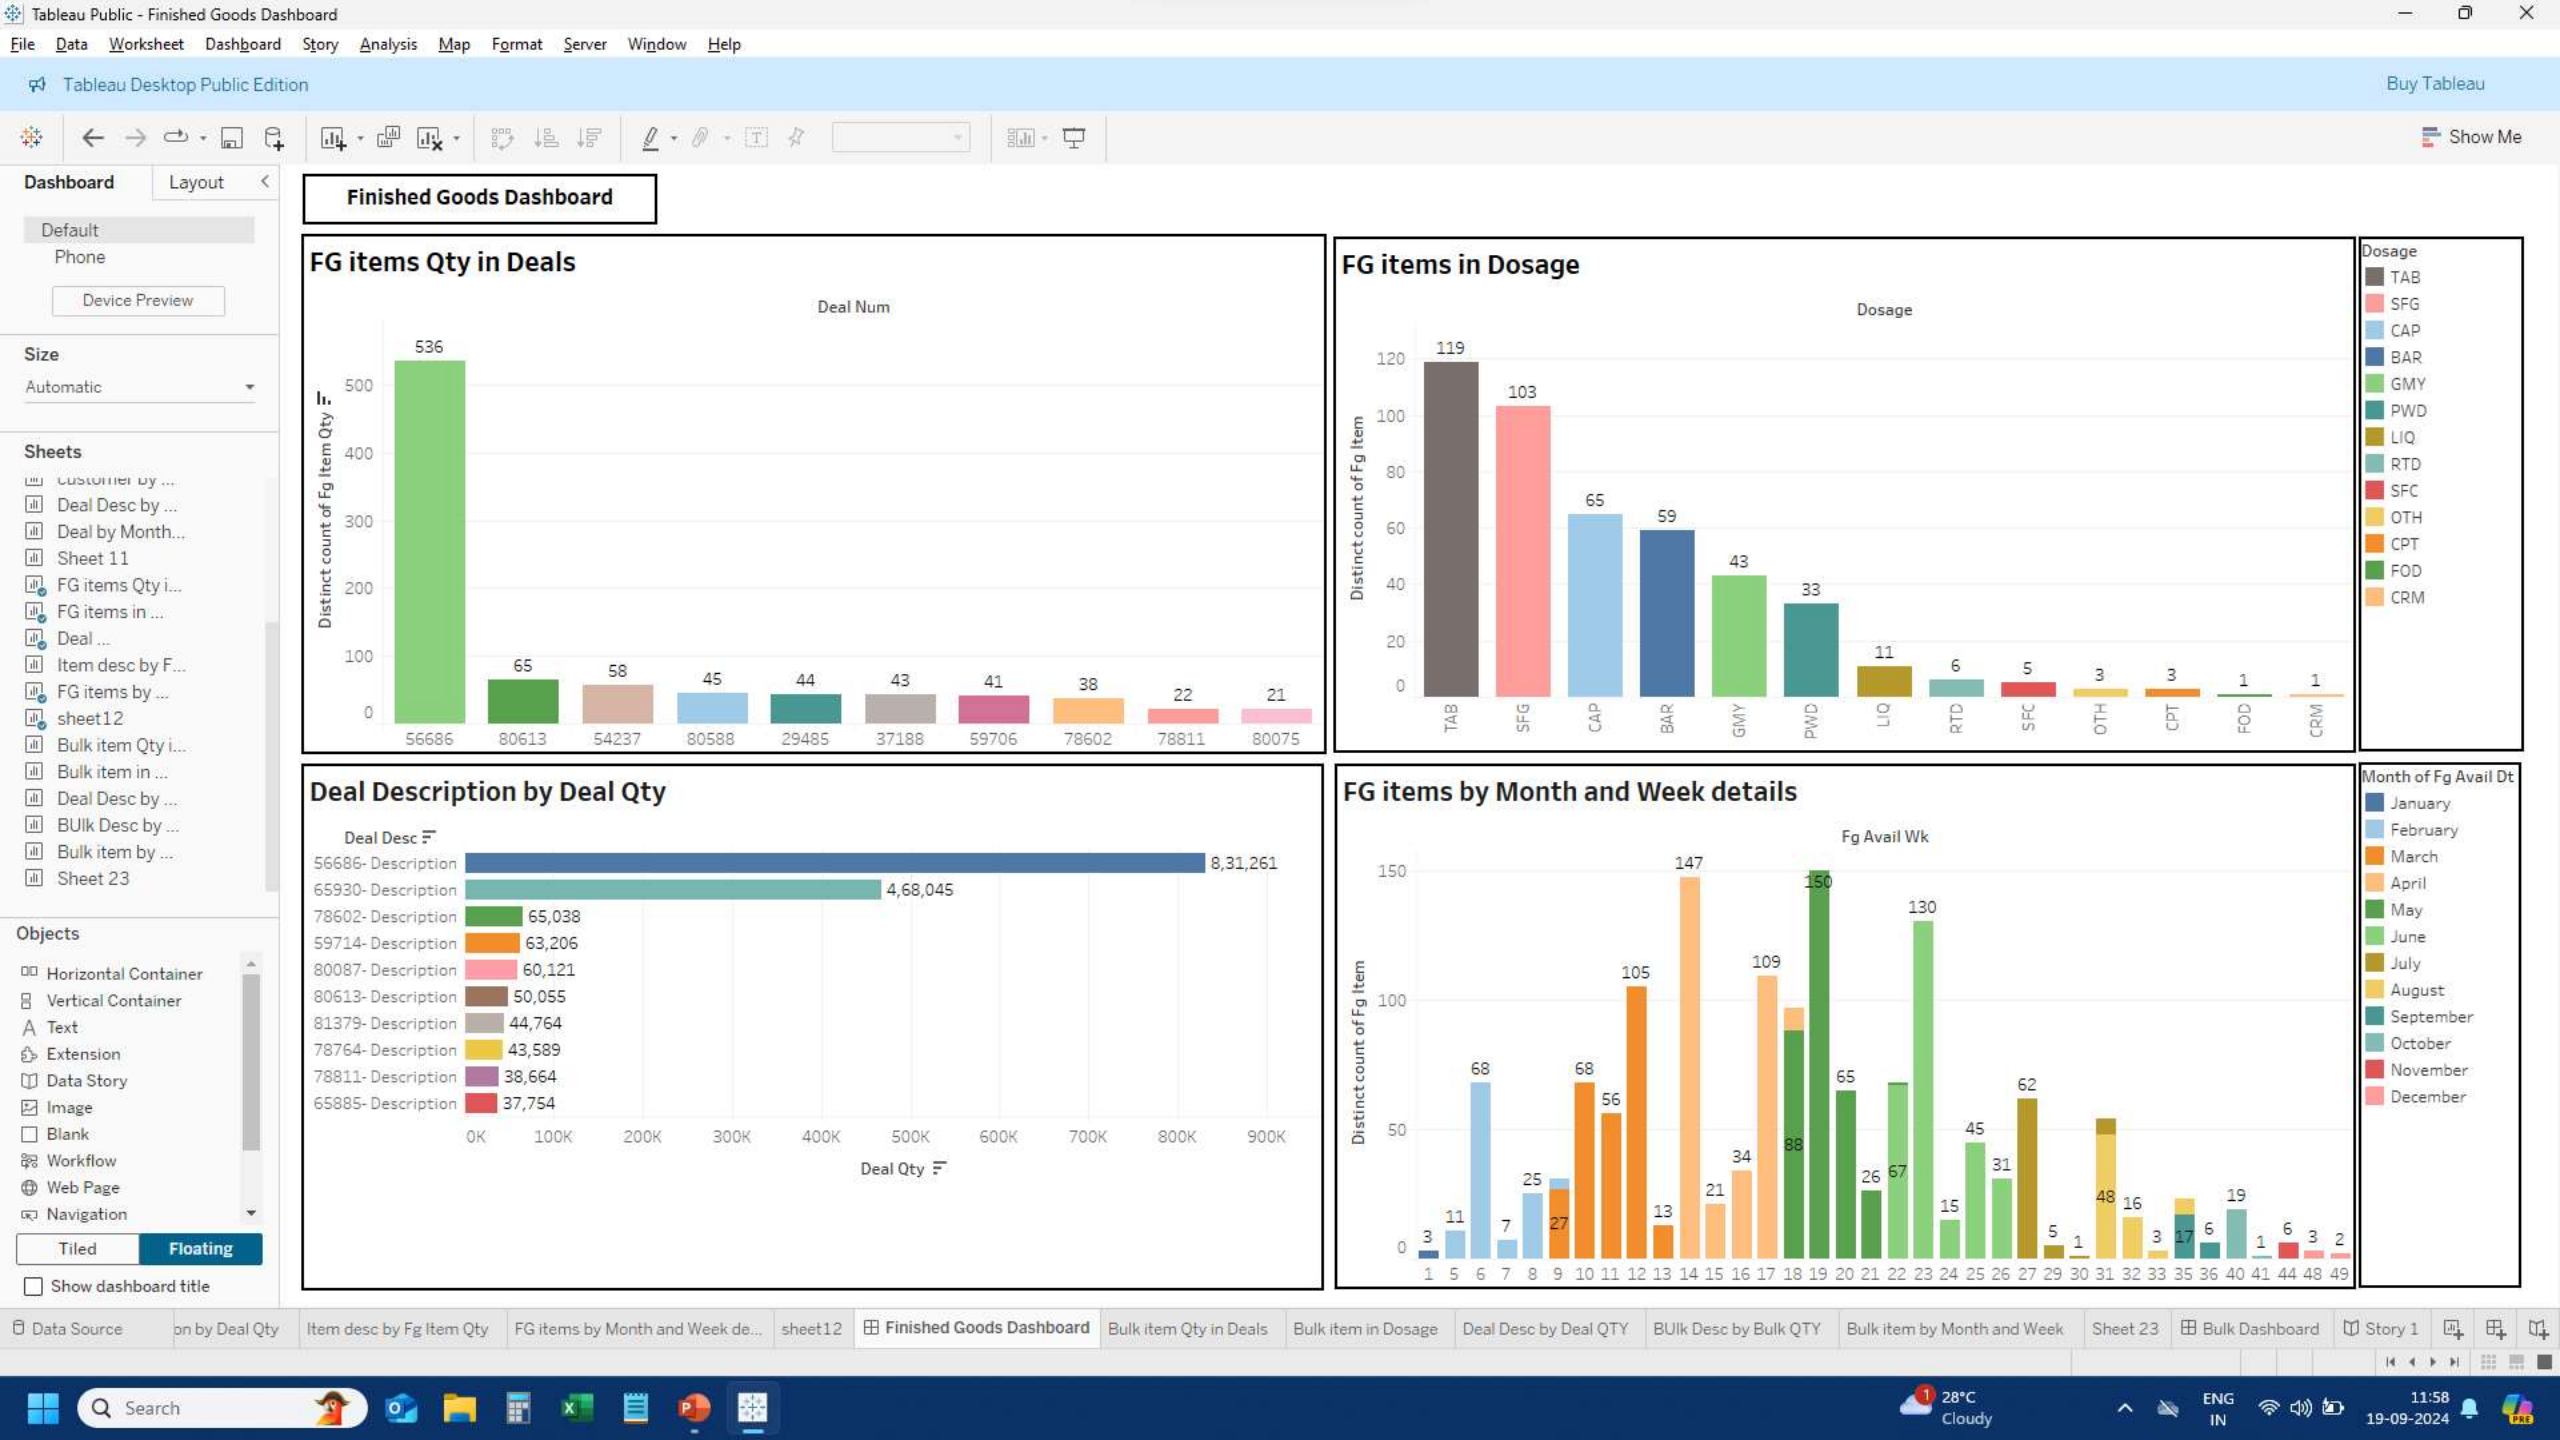 Tableau Public - Finished Goods Dashboard
File Data Worksheet Dashboard Story Analysis Map Format Server Window Help
Tableau Desktop Public Edition
Buy Tableau
Show Me
Dashboard Layout
Default
Phone
Device Preview
Size
Automatic
Sheets
Deal Desc by ...
Deal by Month...
Sheet 11
FG items Qty i...
FG items in ...
Deal ...
Item desc by F...
FG items by ...
sheet12
Bulk item Qty i...
Bulk item in ...
Deal Desc by ...
BUlk Desc by ...
Bulk item by ...
Sheet 23
Objects
Horizontal Container
Vertical Container
Text
Extension
Data Story
Image
Blank
Workflow
Web Page
Navigation
Tiled Floating
Show dashboard title
Finished Goods Dashboard
FG items Qty in Deals
Deal Num
Distinct count of Fg Item Qty
500
400
300
200
100
0
536 65 58 45 44 43 41 38 22 21
56686 80613 54237 80588 29485 37188 59706 78602 78811 80075
FG items in Dosage
Dosage
Distinct count of Fg Item
120
100
80
60
40
20
0
119 103 65 59 43 33 11 6 5 3 3 1 1
TAB SFG CAP BAR GMY PWD LIQ RTD SFC OTH CPT FOD CRM
Dosage
TAB
SFG
CAP
BAR
GMY
PWD
LIQ
RTD
SFC
OTH
CPT
FOD
CRM
Deal Description by Deal Qty
Deal Desc
56686- Description 8,31,261
65930- Description 4,68,045
78602- Description 65,038
59714- Description 63,206
80087- Description 60,121
80613- Description 50,055
81379- Description 44,764
78764- Description 43,589
78811- Description 38,664
65885- Description 37,754
0K 100K 200K 300K 400K 500K 600K 700K 800K 900K
Deal Qty
FG items by Month and Week details
Fg Avail Wk
Distinct count of Fg Item
150
100
50
0
3 11 68 7 25 27 68 56 105 13 147 21 34 109 88 150 65 26 67 130 15 45 31 62 5 1 48 16 3 17 6 19 1 6 3 2
1 5 6 7 8 9 10 11 12 13 14 15 16 17 18 19 20 21 22 23 24 25 26 27 29 30 31 32 33 35 36 40 41 44 48 49
Month of Fg Avail Dt
January
February
March
April
May
June
July
August
September
October
November
December
Data Source on by Deal Qty Item desc by Fg Item Qty FG items by Month and Week de... sheet12 Finished Goods Dashboard Bulk item Qty in Deals Bulk item in Dosage Deal Desc by Deal QTY BUlk Desc by Bulk QTY Bulk item by Month and Week Sheet 23 Bulk Dashboard Story 1
Search
1
28°C
Cloudy
ENG
IN
11:58
19-09-2024
PRE